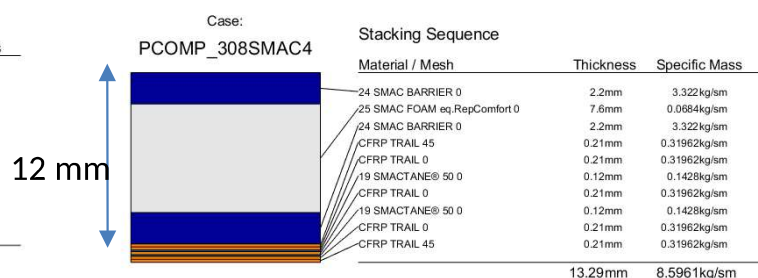 Case:
PCOMP_308SMAC4
12 mm
Stacking Sequence
Material / Mesh Thickness Specific Mass
24 SMAC BARRIER 0 2.2mm 3.322kg/sm
25 SMAC FOAM eq.RepComfort 0 7.6mm 0.0684kg/sm
24 SMAC BARRIER 0 2.2mm 3.322kg/sm
CFRP TRAIL 45 0.21mm 0.31962kg/sm
CFRP TRAIL 0 0.21mm 0.31962kg/sm
19 SMACTANE® 50 0 0.12mm 0.1428kg/sm
CFRP TRAIL 0 0.21mm 0.31962kg/sm
19 SMACTANE® 50 0 0.12mm 0.1428kg/sm
CFRP TRAIL 0 0.21mm 0.31962kg/sm
CFRP TRAIL 45 0.21mm 0.31962kg/sm
13.29mm 8.5961kg/sm